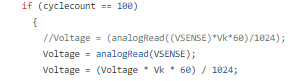 if (cyclecount == 100)
{
//Voltage = (analogRead((VSENSE)*Vk*60)/1024);
Voltage = analogRead(VSENSE);
Voltage = (Voltage * Vk * 60) / 1024;